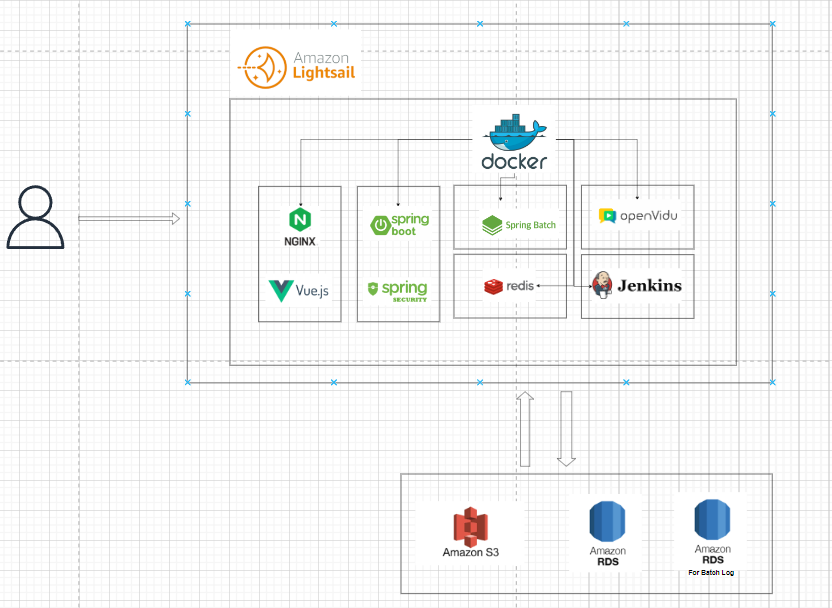 Amazon
Lightsail
docker
NGINX
Vue.js
spring
boot
spring
SECURITY
Spring Batch
openVidu
redis
Jenkins
Amazon S3
Amazon
RDS
Amazon
RDS
For Batch Log